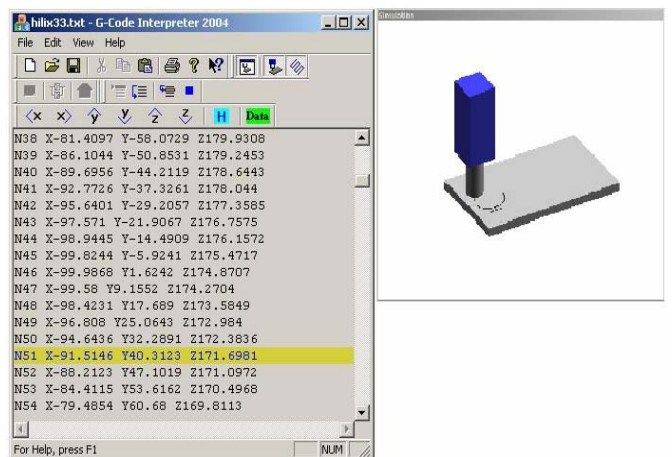 hilix33.txt - G-Code Interpreter 2004
File Edit View Help
<x x> ŷ y ẑ z H Data
N38 X-81.4097 Y-58.0729 Z179.9308
N39 X-86.1044 Y-50.8531 Z179.2453
N40 X-89.6956 Y-44.2119 Z178.6443
N41 X-92.7726 Y-37.3261 Z178.044
N42 X-95.6401 Y-29.2057 Z177.3585
N43 X-97.571 Y-21.9067 Z176.7575
N44 X-98.9445 Y-14.4909 Z176.1572
N45 X-99.8244 Y-5.9241 Z175.4717
N46 X-99.9868 Y1.6242 Z174.8707
N47 X-99.58 Y9.1552 Z174.2704
N48 X-98.4231 Y17.689 Z173.5849
N49 X-96.808 Y25.0643 Z172.984
N50 X-94.6436 Y32.2891 Z172.3836
N51 X-91.5146 Y40.3123 Z171.6981
N52 X-88.2123 Y47.1019 Z171.0972
N53 X-84.4115 Y53.6162 Z170.4968
N54 X-79.4854 Y60.68 Z169.8113
For Help, press F1
NUM
Simulation